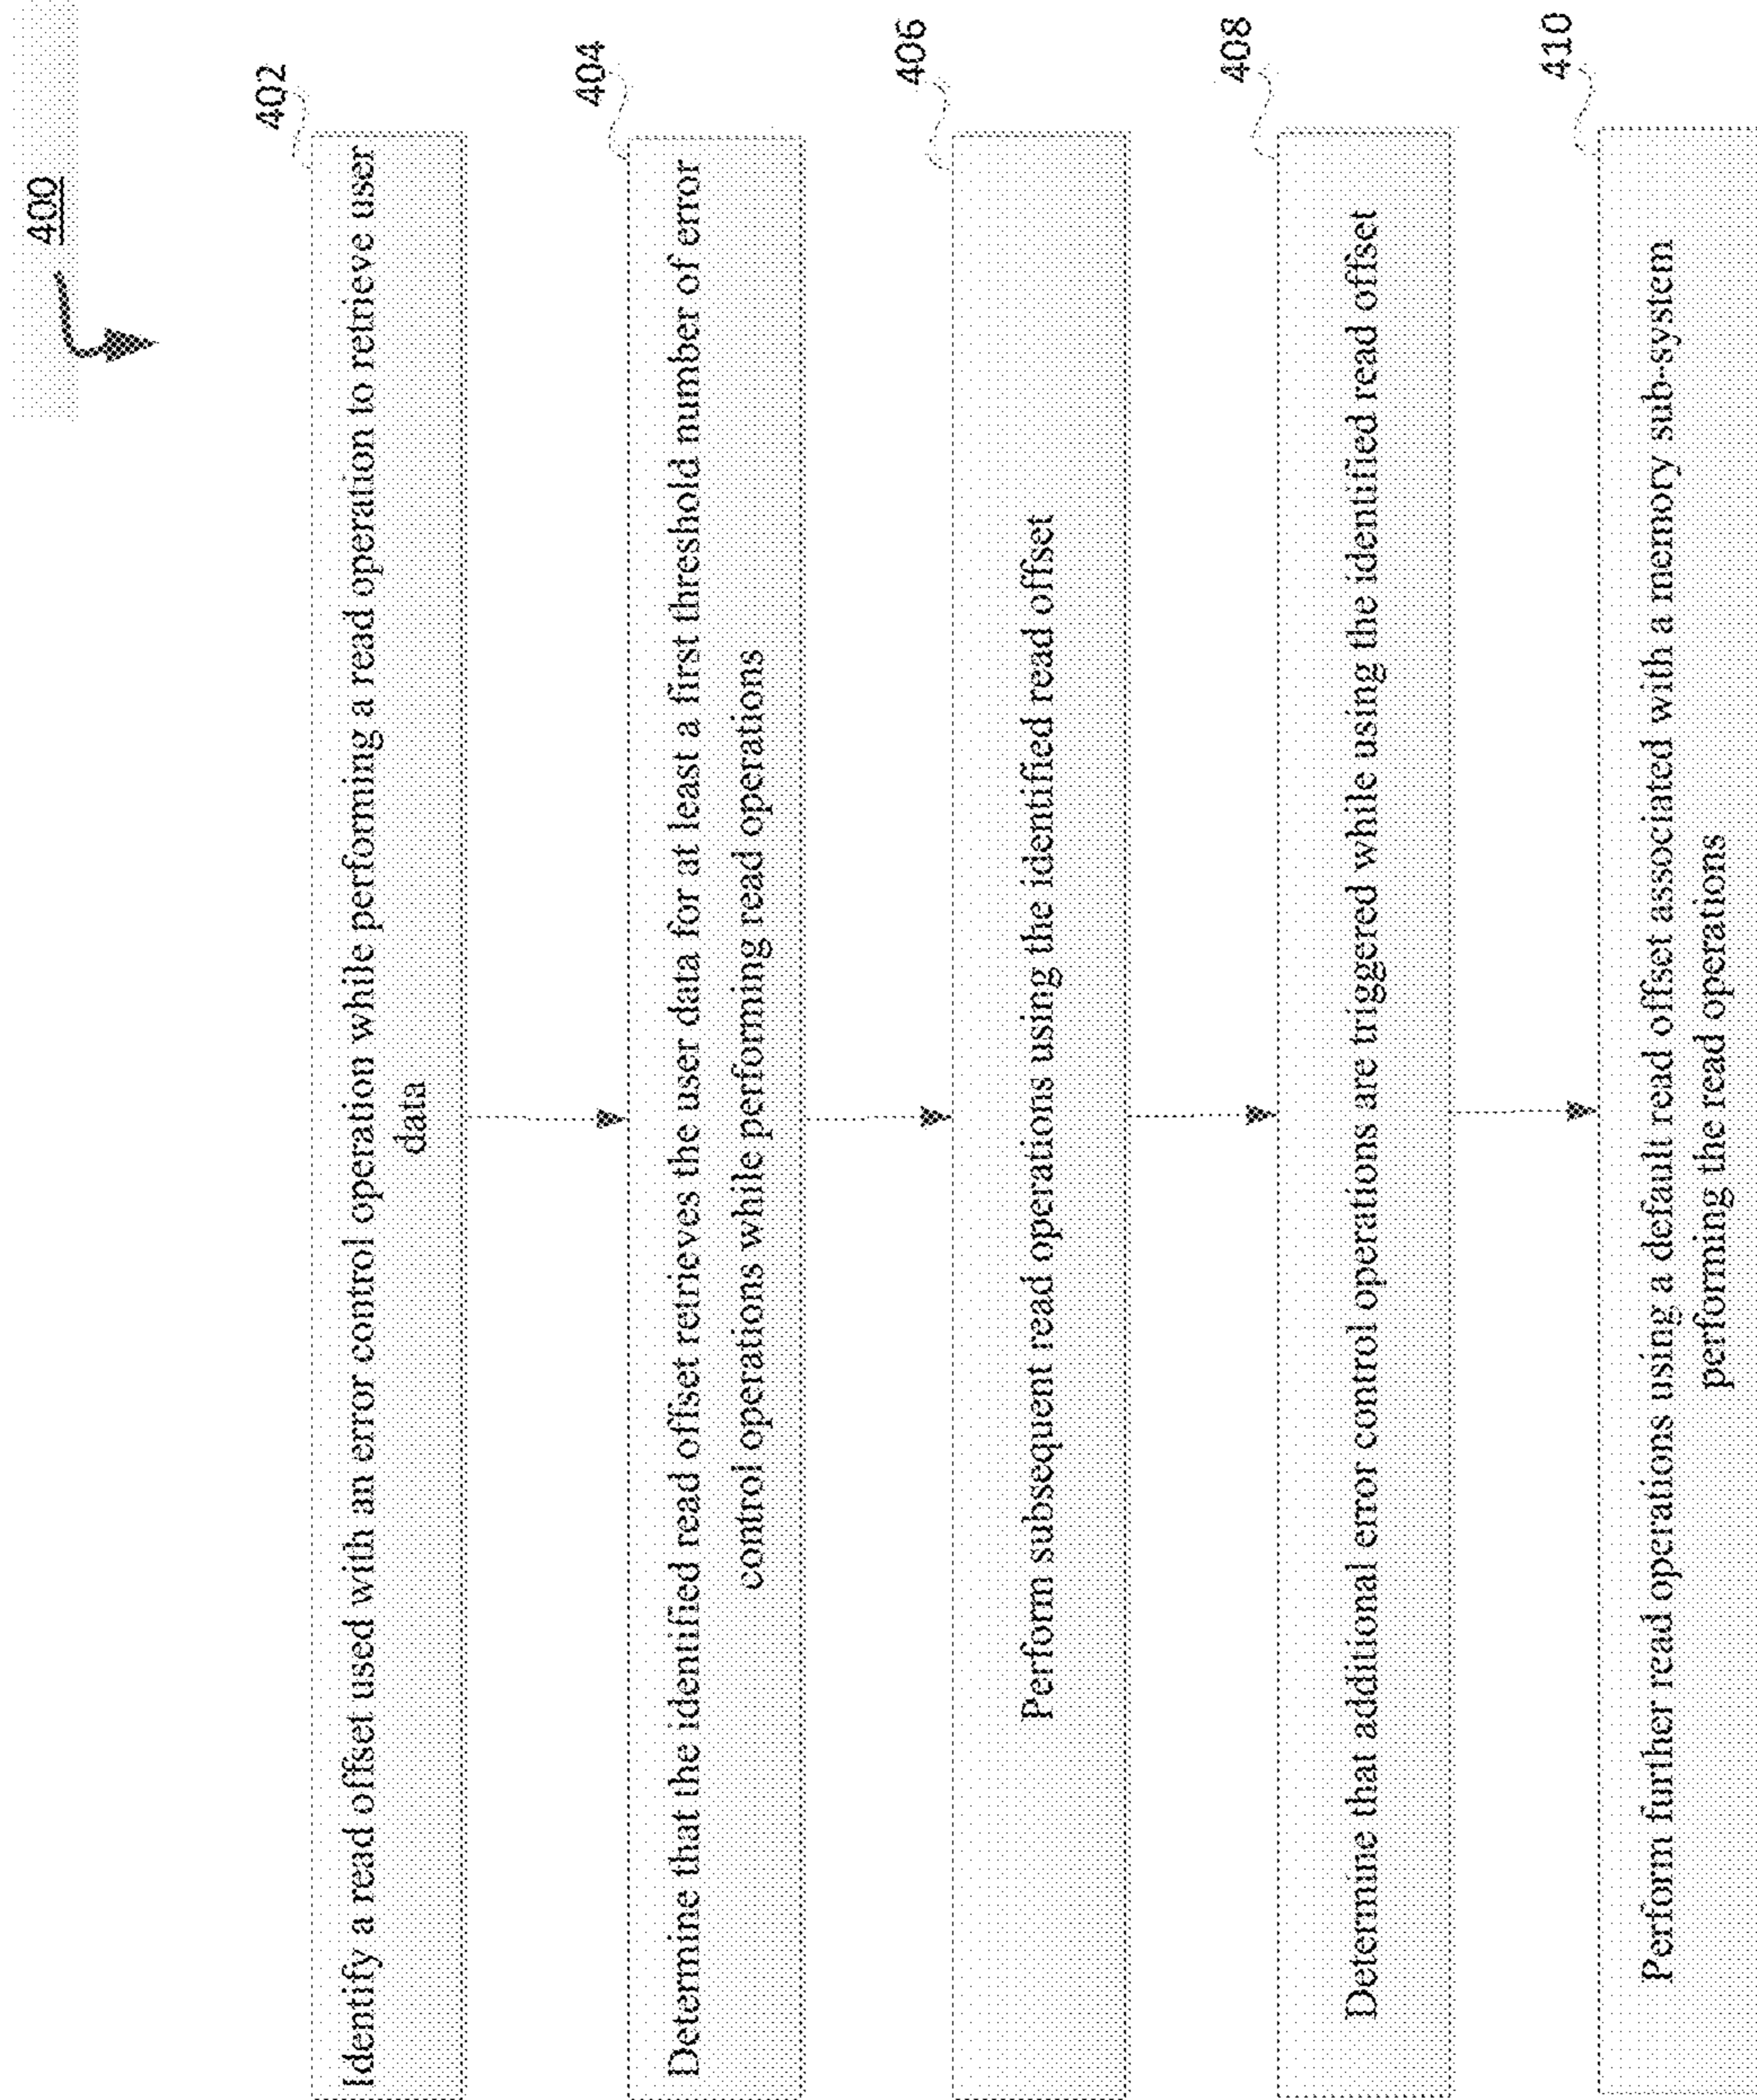 400
402
Identify a read offset used with an error control operation while performing a read operation to retrieve user
data
404
Determine that the identified read offset retrieves the user data for at least a first threshold number of error
control operations while performing read operations
406
Perform subsequent read operations using the identified read offset
408
Determine that additional error control operations are triggered while using the identified read offset
410
Perform further read operations using a default read offset associated with a memory sub-system
performing the read operations